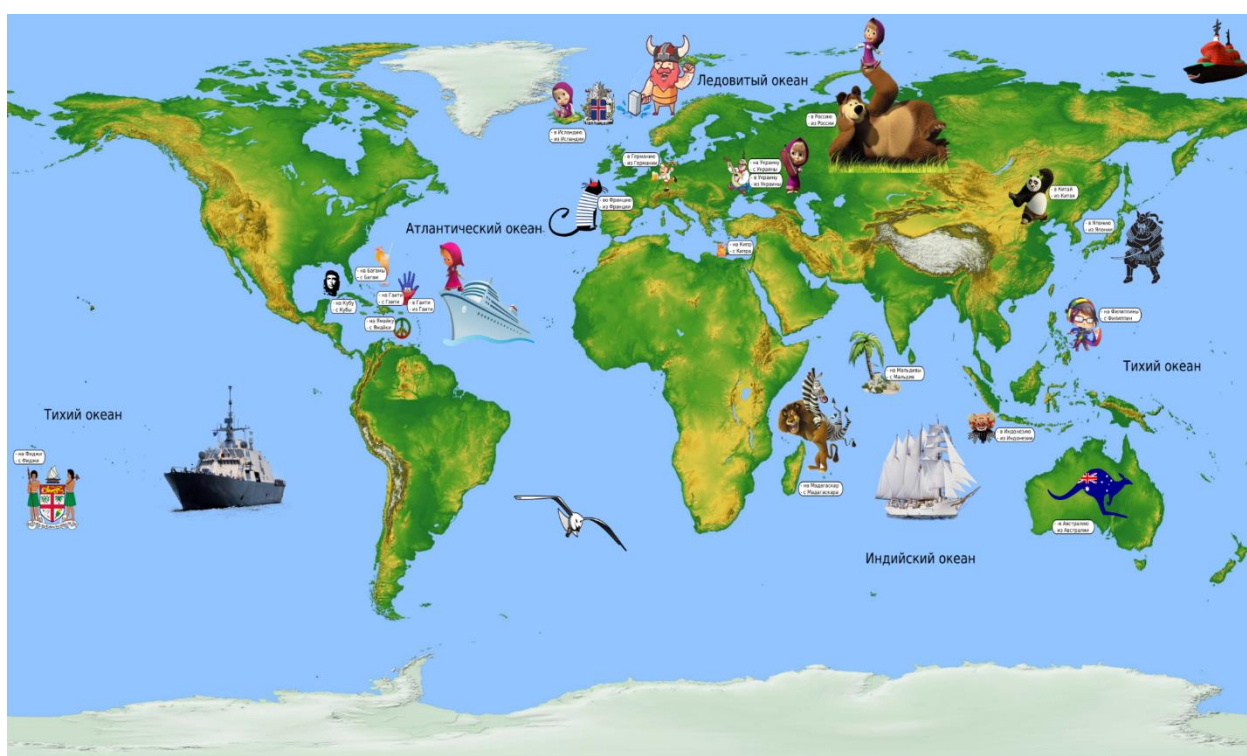 Ледовитый океан
- в Исландию
- из Исландии
- в Россию
- из России
- в Германию
- из Германии
- на Украину
- с Украины
- в Украину
- из Украины
- во Францию
- из Франции
- в Китай
- из Китая
- в Японию
- из Японии
Атлантический океан
- на Кипр
- с Кипра
- на Багамы
- с Багам
- на Кубу
- с Кубы
- на Гаити
- с Гаити
- в Гаити
- из Гаити
- на Ямайку
- с Ямайки
- на Филиппины
- с Филиппин
Тихий океан
- на Мальдивы
- с Мальдив
Тихий океан
- в Индонезию
- из Индонезии
- на Фиджи
- с Фиджи
- на Мадагаскар
- с Мадагаскара
- в Австралию
- из Австралии
Индийский океан